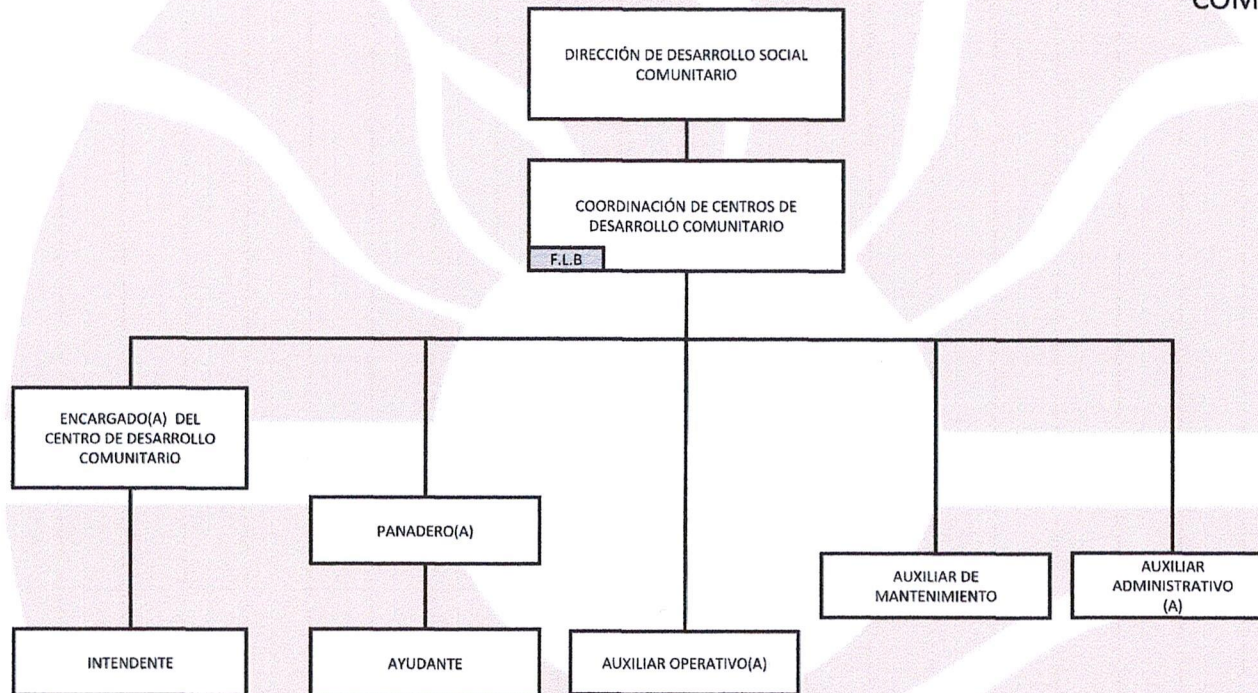 DIRECCIÓN DE DESARROLLO SOCIAL
COMUNITARIO
COORDINACIÓN DE CENTROS DE
DESARROLLO COMUNITARIO
F.L.B
ENCARGADO(A) DEL
CENTRO DE DESARROLLO
COMUNITARIO
PANADERO(A)
AUXILIAR DE
MANTENIMIENTO
AUXILIAR
ADMINISTRATIVO
(A)
INTENDENTE
AYUDANTE
AUXILIAR OPERATIVO(A)